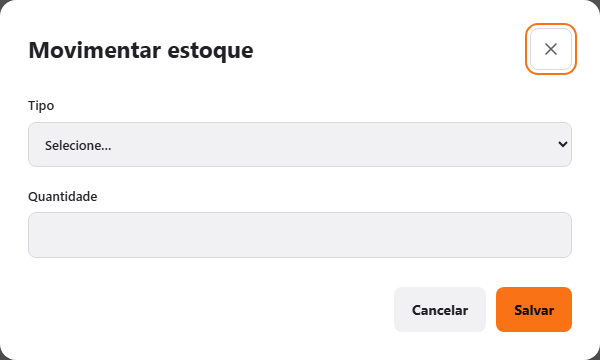 Movimentar estoque
Tipo
Selecione...
Quantidade
Cancelar
Salvar